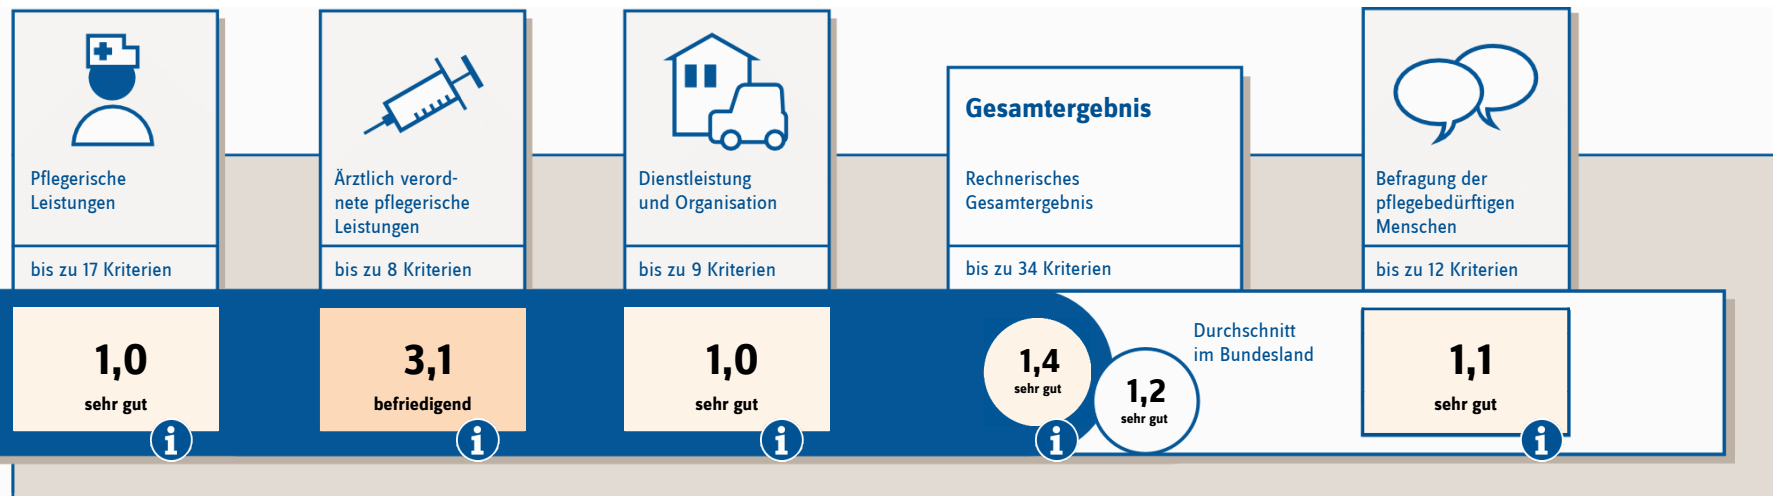 Pflegerische
Leistungen
bis zu 17 Kriterien
1,0
sehr gut
i
Ärztlich verord-
nete pflegerische
Leistungen
bis zu 8 Kriterien
3,1
befriedigend
i
Dienstleistung
und Organisation
bis zu 9 Kriterien
1,0
sehr gut
i
Gesamtergebnis
Rechnerisches
Gesamtergebnis
bis zu 34 Kriterien
1,4
sehr gut
i
1,2
sehr gut
Durchschnitt
im Bundesland
Befragung der
pflegebedürftigen
Menschen
bis zu 12 Kriterien
1,1
sehr gut
i